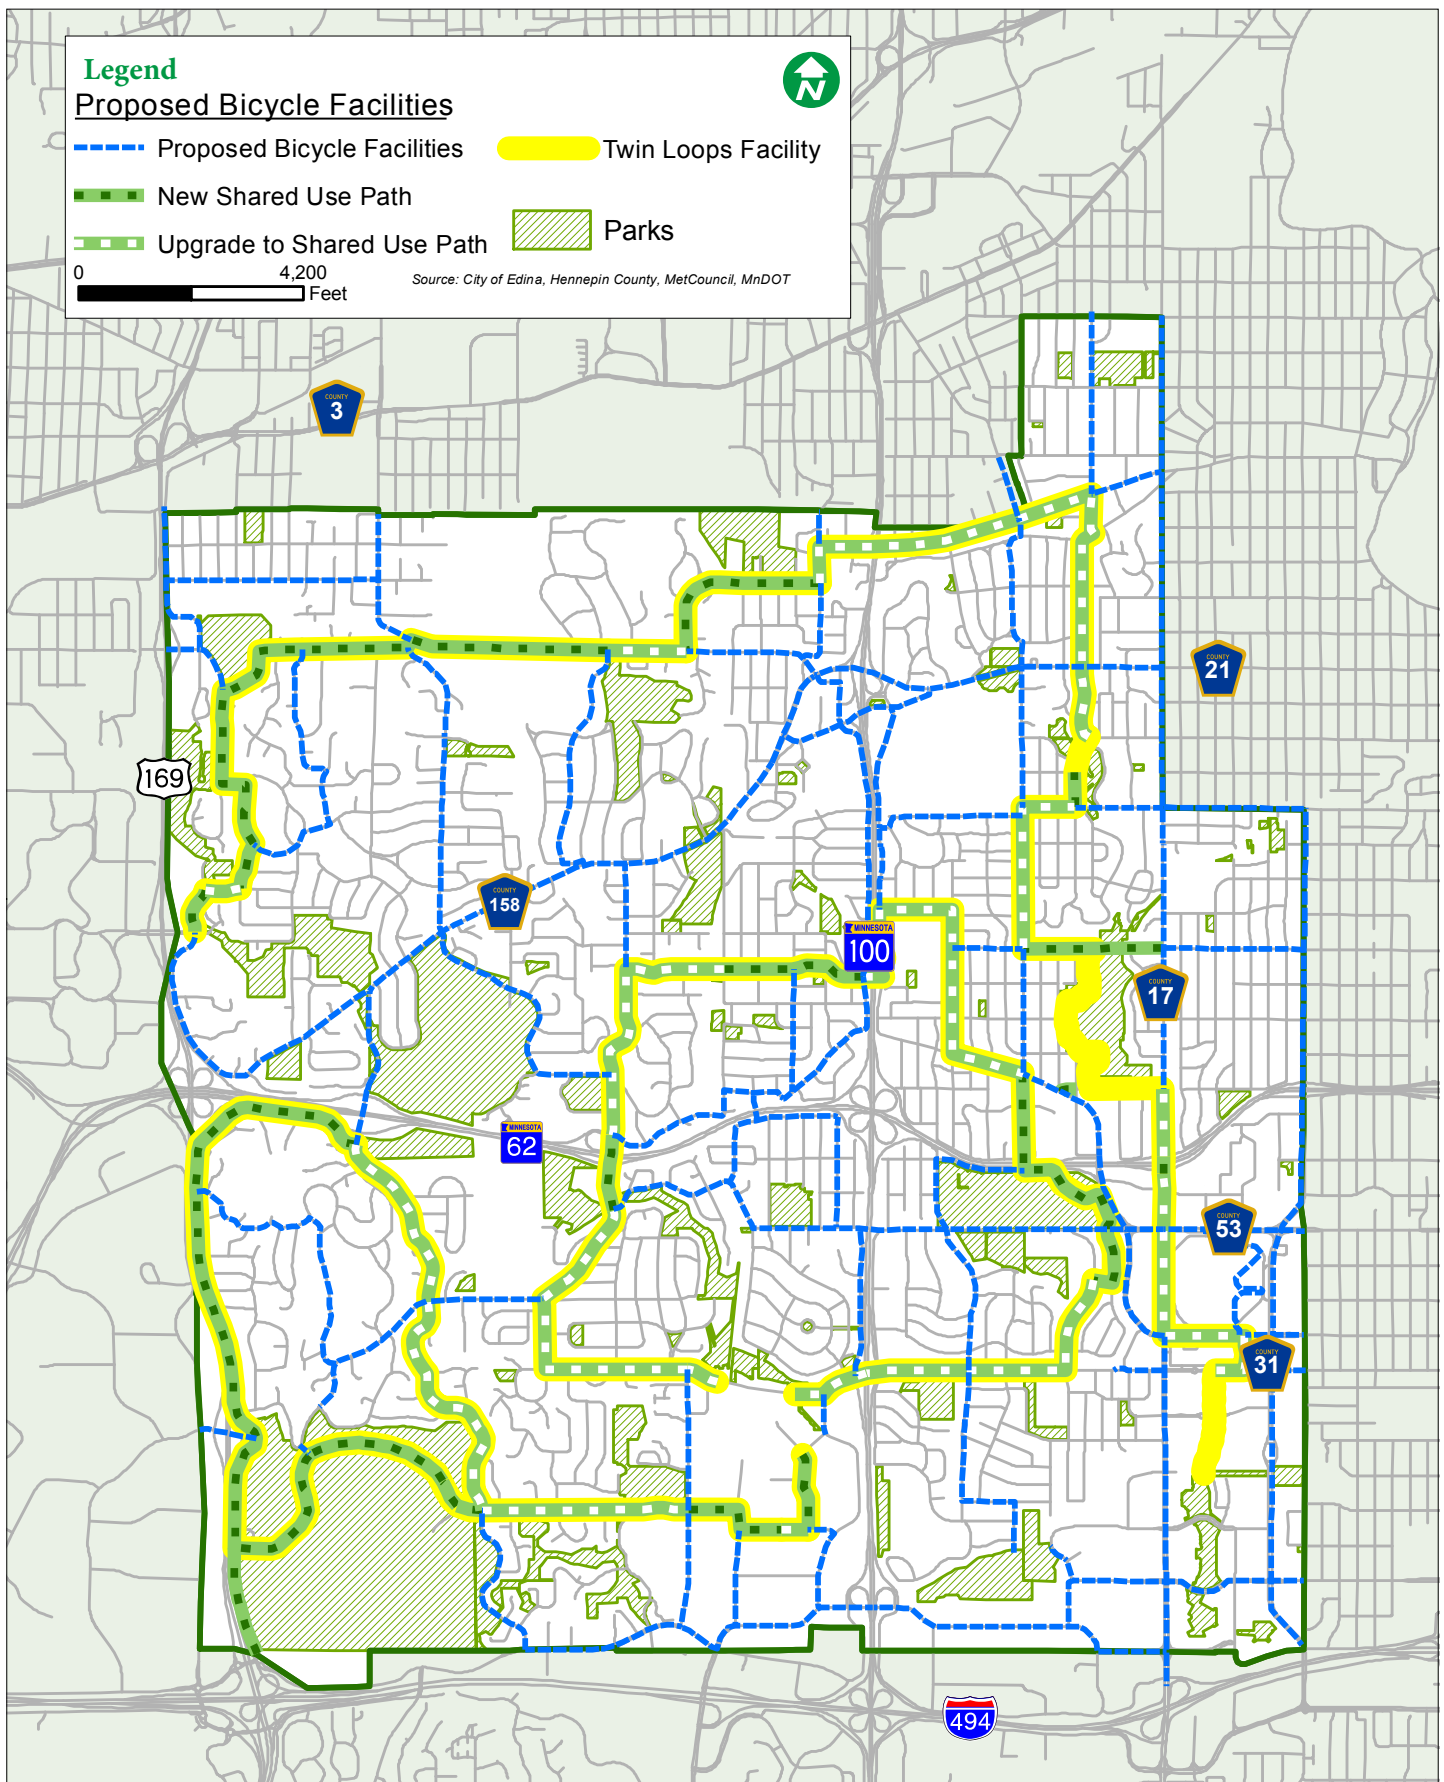 Legend
N
Proposed Bicycle Facilities
Proposed Bicycle Facilities
Twin Loops Facility
New Shared Use Path
Parks
Upgrade to Shared Use Path
0 4,200
Feet
Source: City of Edina, Hennepin County, MetCouncil, MnDOT
COUNTY
3
COUNTY
21
169
COUNTY
158
MINNESOTA
100
COUNTY
17
MINNESOTA
62
COUNTY
53
COUNTY
31
494